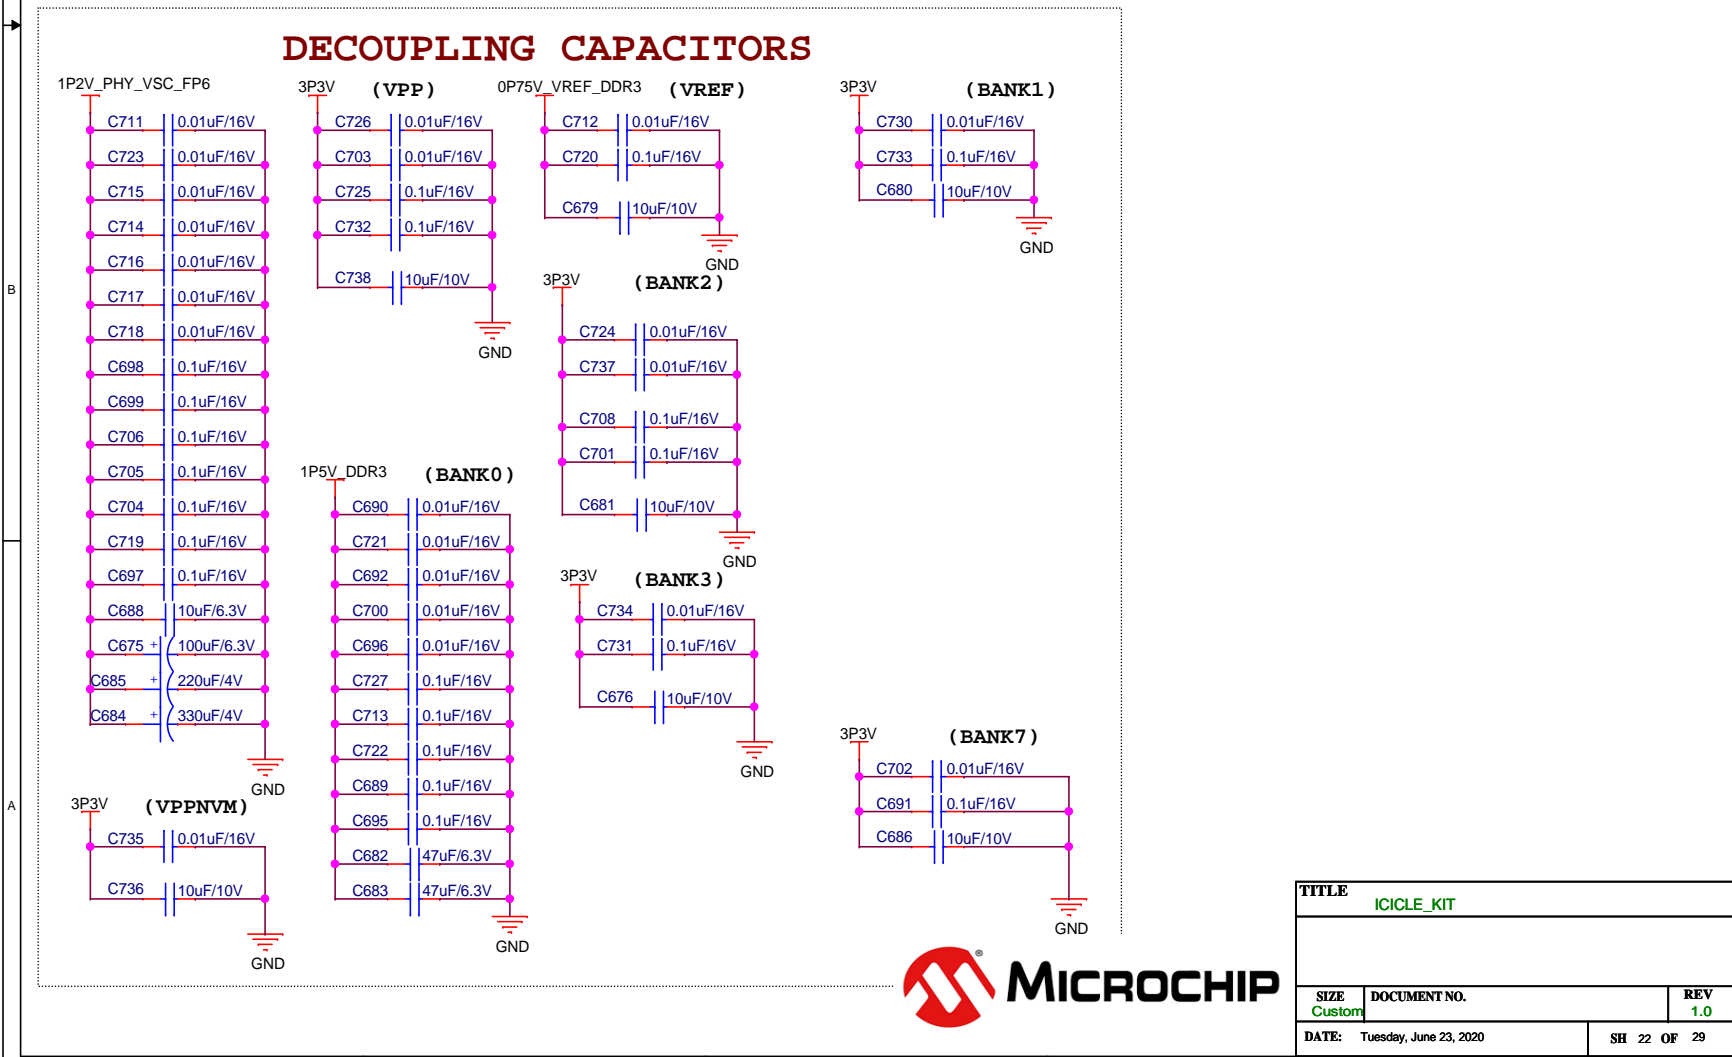 DECOUPLING CAPACITORS
1P2V_PHY_VSC_FP6
C711 0.01uF/16V
C723 0.01uF/16V
C715 0.01uF/16V
C714 0.01uF/16V
C716 0.01uF/16V
C717 0.01uF/16V
C718 0.01uF/16V
C698 0.1uF/16V
C699 0.1uF/16V
C706 0.1uF/16V
C705 0.1uF/16V
C704 0.1uF/16V
C719 0.1uF/16V
C697 0.1uF/16V
C688 10uF/6.3V
C675 + 100uF/6.3V
C685 + 220uF/4V
C684 + 330uF/4V
GND
3P3V (VPPNVM)
C735 0.01uF/16V
C736 10uF/10V
GND
3P3V (VPP)
C726 0.01uF/16V
C703 0.01uF/16V
C725 0.1uF/16V
C732 0.1uF/16V
C738 10uF/10V
GND
1P5V_DDR3 (BANK0)
C690 0.01uF/16V
C721 0.01uF/16V
C692 0.01uF/16V
C700 0.01uF/16V
C696 0.01uF/16V
C727 0.1uF/16V
C713 0.1uF/16V
C722 0.1uF/16V
C689 0.1uF/16V
C695 0.1uF/16V
C682 47uF/6.3V
C683 47uF/6.3V
GND
0P75V_VREF_DDR3 (VREF)
C712 0.01uF/16V
C720 0.1uF/16V
C679 10uF/10V
GND
3P3V (BANK2)
C724 0.01uF/16V
C737 0.01uF/16V
C708 0.1uF/16V
C701 0.1uF/16V
C681 10uF/10V
GND
3P3V (BANK3)
C734 0.01uF/16V
C731 0.1uF/16V
C676 10uF/10V
GND
3P3V (BANK1)
C730 0.01uF/16V
C733 0.1uF/16V
C680 10uF/10V
GND
3P3V (BANK7)
C702 0.01uF/16V
C691 0.1uF/16V
C686 10uF/10V
GND
B
A
MICROCHIP
®
TITLE
ICICLE_KIT
SIZE DOCUMENT NO. REV
Custom 1.0
DATE: Tuesday, June 23, 2020 SH 22 OF 29